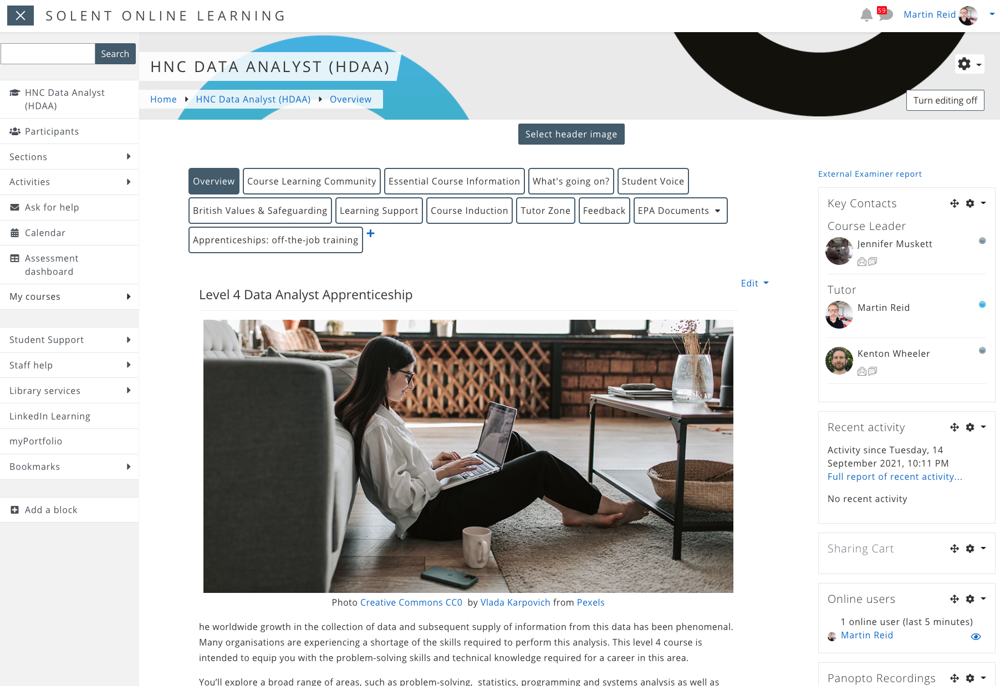 SOLENT ONLINE LEARNING
59
Martin Reid
Search
HNC Data Analyst
(HDAA)
Participants
Sections
Activities
Ask for help
Calendar
Assessment
dashboard
My courses
Student Support
Staff help
Library services
LinkedIn Learning
myPortfolio
Bookmarks
Add a block
HNC DATA ANALYST (HDAA)
Home HNC Data Analyst (HDAA) Overview
Turn editing off
Select header image
Overview Course Learning Community Essential Course Information What's going on? Student Voice
British Values & Safeguarding Learning Support Course Induction Tutor Zone Feedback EPA Documents
Apprenticeships: off-the-job training
Edit
Level 4 Data Analyst Apprenticeship
Photo Creative Commons CC0 by Vlada Karpovich from Pexels
he worldwide growth in the collection of data and subsequent supply of information from this data has been phenomenal.
Many organisations are experiencing a shortage of the skills required to perform this analysis. This level 4 course is
intended to equip you with the problem-solving skills and technical knowledge required for a career in this area.
You'll explore a broad range of areas, such as problem-solving, statistics, programming and systems analysis as well as
External Examiner report
Key Contacts
Course Leader
Jennifer Muskett
Tutor
Martin Reid
Kenton Wheeler
Recent activity
Activity since Tuesday, 14
September 2021, 10:11 PM
Full report of recent activity...
No recent activity
Sharing Cart
Online users
1 online user (last 5 minutes)
Martin Reid
Panopto Recordings